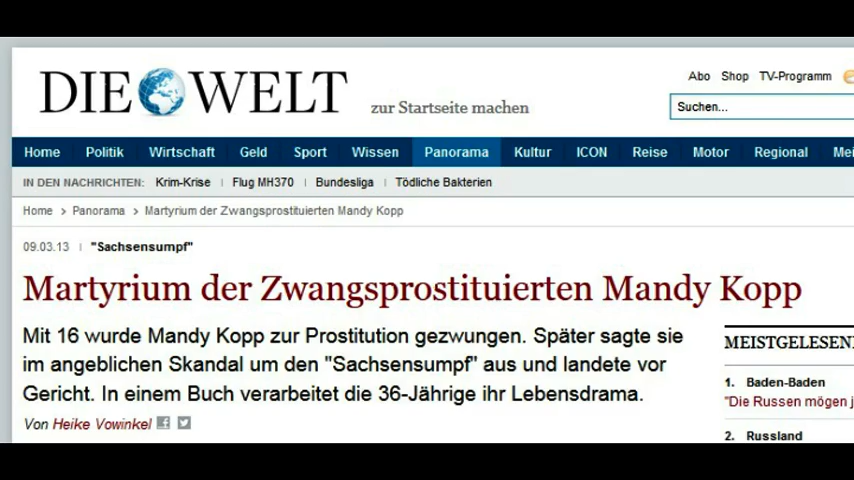 DIE WELT
zur Startseite machen
Abo Shop TV-Programm
Suchen...
Home Politik Wirtschaft Geld Sport Wissen Panorama Kultur ICON Reise Motor Regional Mei
IN DEN NACHRICHTEN: Krim-Krise | Flug MH370 | Bundesliga | Tödliche Bakterien
Home > Panorama > Martyrium der Zwangsprostituierten Mandy Kopp
09.03.13 | "Sachsensumpf"
Martyrium der Zwangsprostituierten Mandy Kopp
Mit 16 wurde Mandy Kopp zur Prostitution gezwungen. Später sagte sie
im angeblichen Skandal um den "Sachsensumpf" aus und landete vor
Gericht. In einem Buch verarbeitet die 36-Jährige ihr Lebensdrama.
Von Heike Vowinkel
MEISTGELESEN
1. Baden-Baden
"Die Russen mögen j
2. Russland